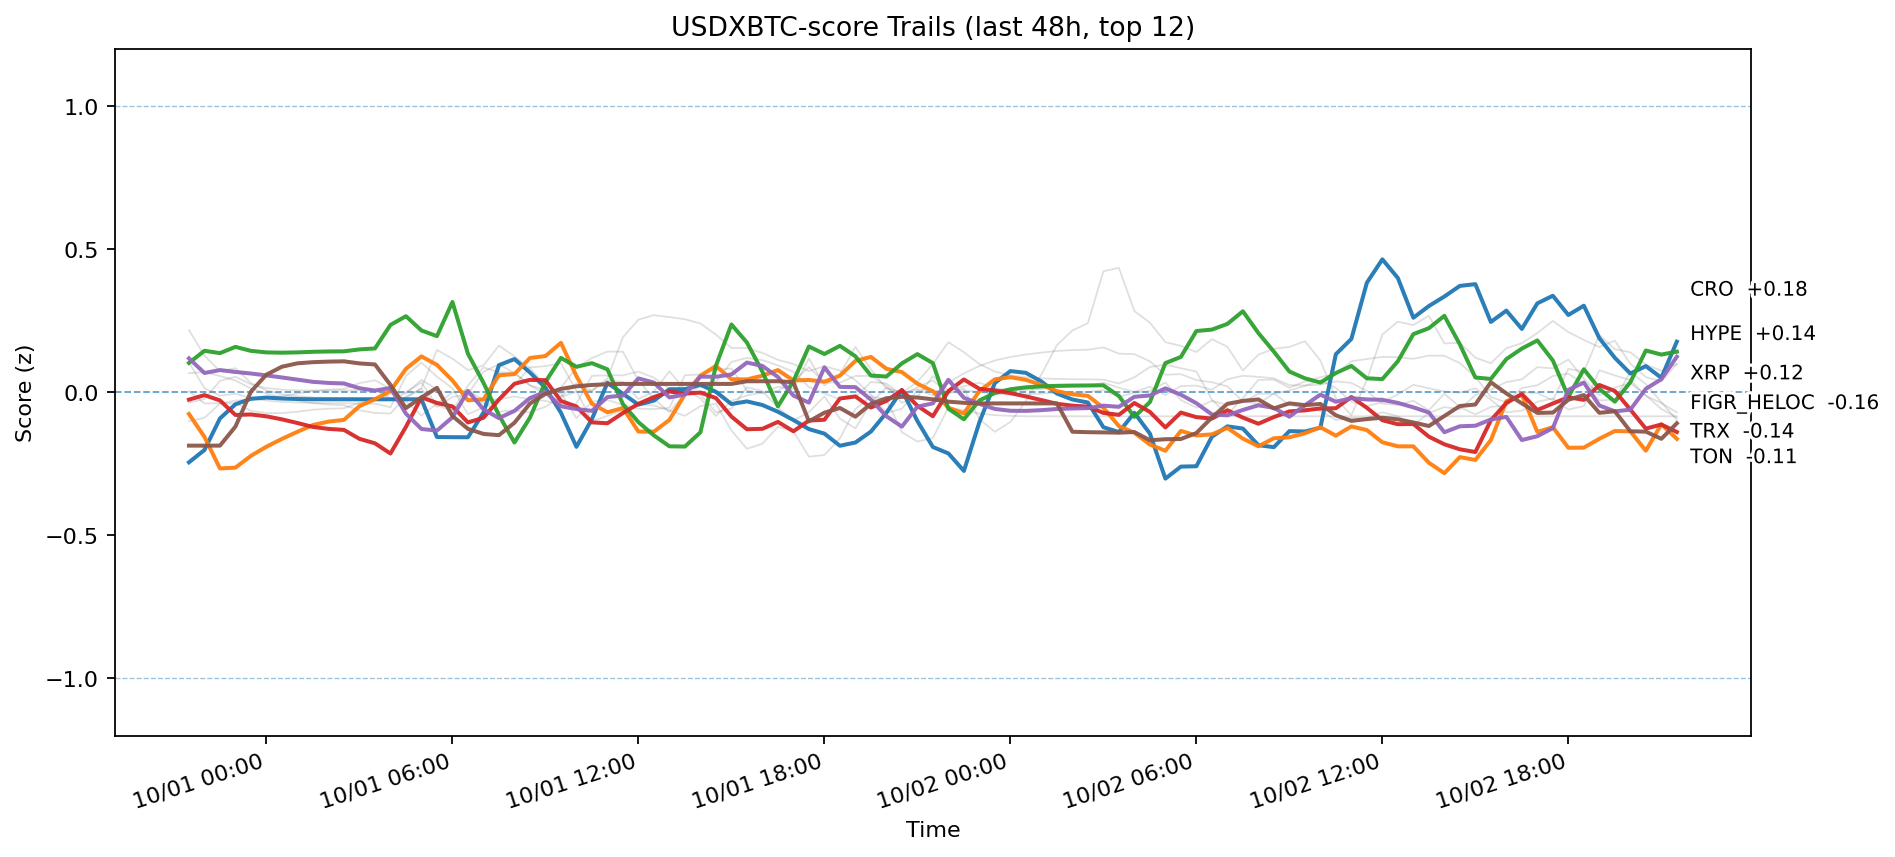 USDXBTC-score Trails (last 48h, top 12)
Score (z)
1.0
0.5
0.0
−0.5
−1.0
CRO +0.18
HYPE +0.14
XRP +0.12
FIGR_HELOC -0.16
TRX -0.14
TON -0.11
10/01 00:00
10/01 06:00
10/01 12:00
10/01 18:00
10/02 00:00
10/02 06:00
10/02 12:00
10/02 18:00
Time